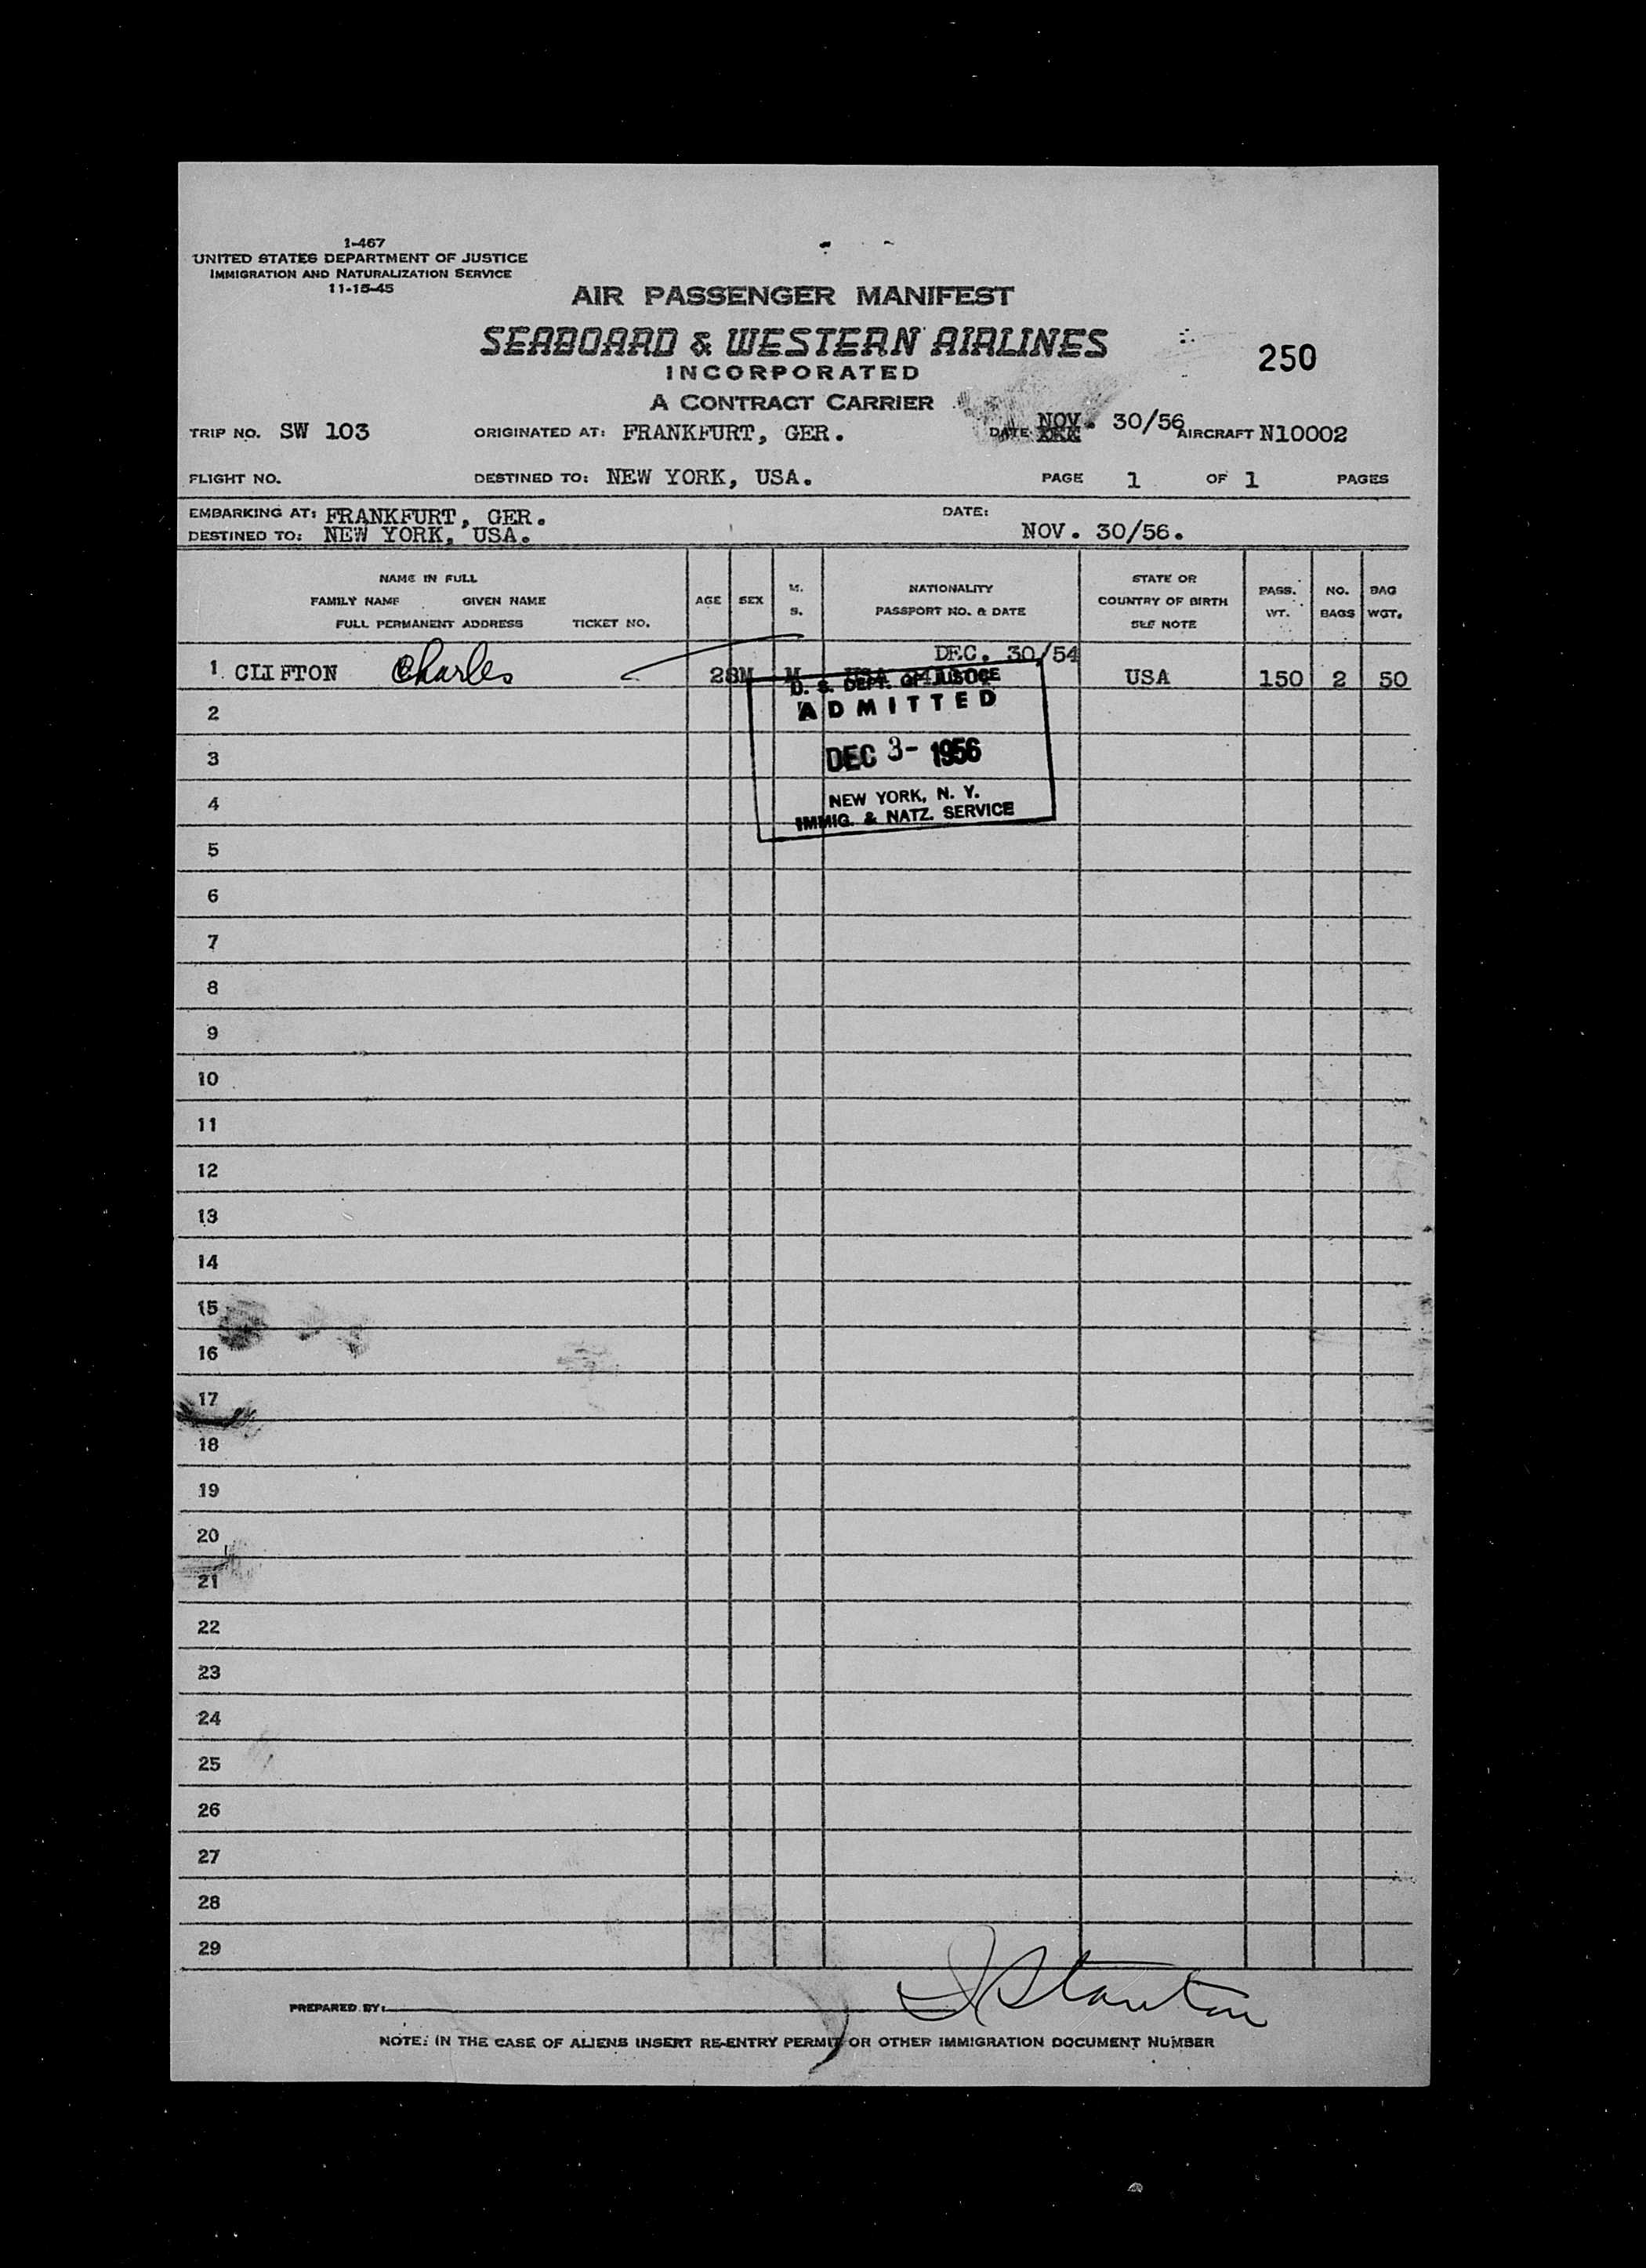 1-467
UNITED STATES DEPARTMENT OF JUSTICE
IMMIGRATION AND NATURALIZATION SERVICE
11-15-45
AIR PASSENGER MANIFEST
SEABOARD & WESTERN AIRLINES
INCORPORATED
A CONTRACT CARRIER
250
TRIP NO. SW 103 ORIGINATED AT: FRANKFURT, GER. DATE NOV. 30/56 AIRCRAFT N10002
FLIGHT NO. DESTINED TO: NEW YORK, USA. PAGE 1 OF 1 PAGES
EMBARKING AT: FRANKFURT, GER. DATE:
DESTINED TO: NEW YORK, USA. NOV. 30/56.
NAME IN FULL
FAMILY NAME GIVEN NAME
FULL PERMANENT ADDRESS TICKET NO.
AGE
SEX
M.
S.
NATIONALITY
PASSPORT NO. & DATE
STATE OR
COUNTRY OF BIRTH
SEE NOTE
PASS.
WT.
NO.
BAGS
BAG
WGT.
DEC. 30/54
1 CLIFTON Charles 28 M M USA USA 150 2 50
U. S. DEPT. OF JUSTICE
ADMITTED
DEC 3- 1956
NEW YORK, N. Y.
IMMIG. & NATZ. SERVICE
2
3
4
5
6
7
8
9
10
11
12
13
14
15
16
17
18
19
20
21
22
23
24
25
26
27
28
29
PREPARED BY: Stanton
NOTE: IN THE CASE OF ALIENS INSERT RE-ENTRY PERMIT OR OTHER IMMIGRATION DOCUMENT NUMBER